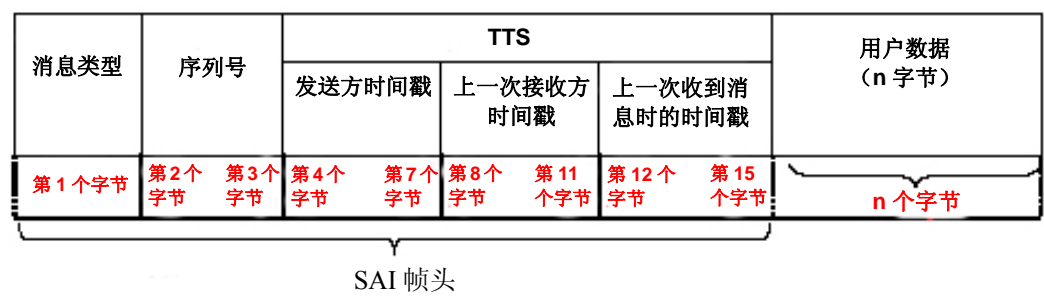 消息类型
序列号
TTS
用户数据
（n 字节）
发送方时间戳
上一次接收方
时间戳
上一次收到消
息时的时间戳
第 1 个字节
第 2 个
字节
第 3 个
字节
第 4 个
字节
第 7 个
字节
第 8 个
字节
第 11
个字节
第 12 个
字节
第 15
个字节
n 个字节
SAI 帧头